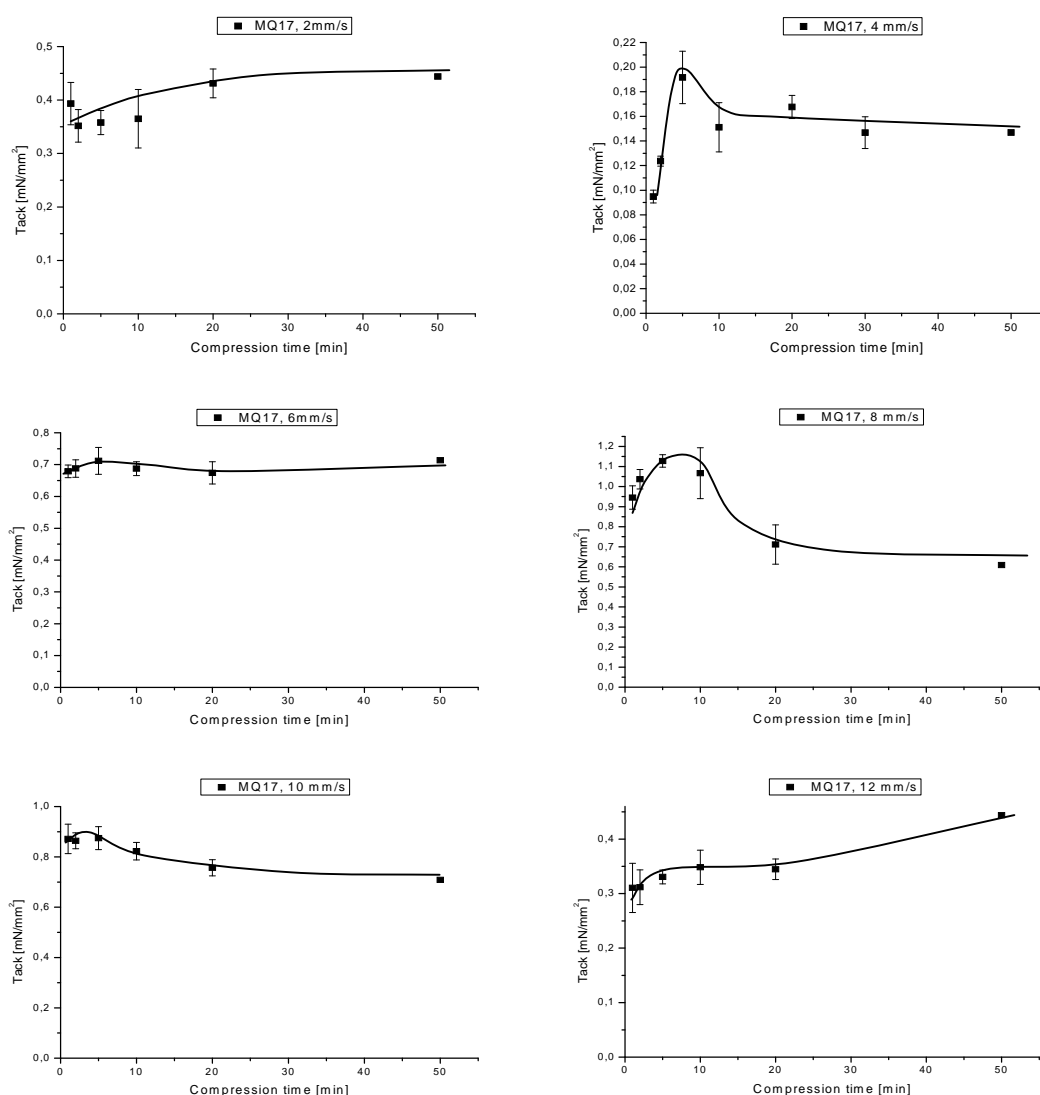 MQ17, 2mm/s
0,5
0,4
0,3
0,2
0,1
0,0
Tack [mN/mm²]
0 10 20 30 40 50
Compression time [min]
MQ17, 4 mm/s
0,22
0,20
0,18
0,16
0,14
0,12
0,10
0,08
0,06
0,04
0,02
0,00
Tack [mN/mm²]
0 10 20 30 40 50
Compression time [min]
MQ17, 6mm/s
0,8
0,7
0,6
0,5
0,4
0,3
0,2
0,1
0,0
Tack [mN/mm²]
0 10 20 30 40 50
Compression time [min]
MQ17, 8 mm/s
1,2
1,1
1,0
0,9
0,8
0,7
0,6
0,5
0,4
0,3
0,2
0,1
0,0
Tack [mN/mm²]
0 10 20 30 40 50
Compression time [min]
MQ17, 10 mm/s
1,0
0,8
0,6
0,4
0,2
0,0
Tack [mN/mm²]
0 10 20 30 40 50
Compression time [min]
MQ17, 12 mm/s
0,4
0,3
0,2
0,1
0,0
Tack [mN/mm²]
0 10 20 30 40 50
Compression time [min]